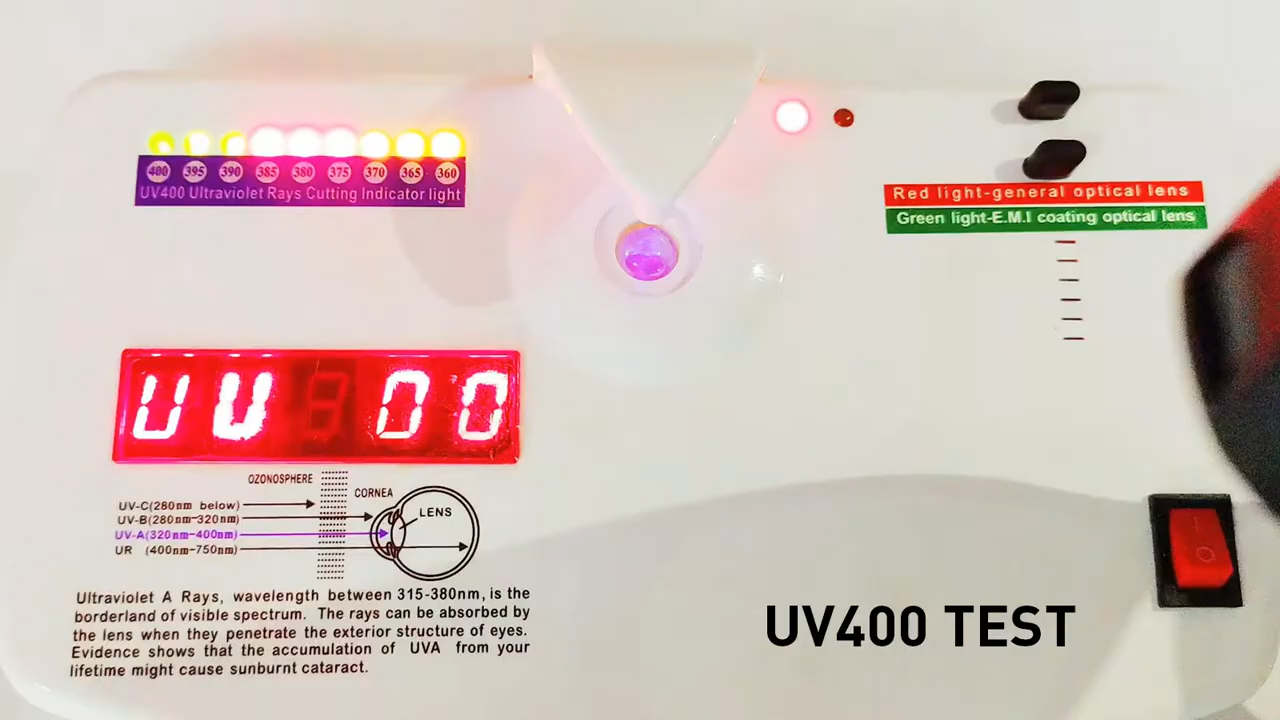 400 395 390 385 380 375 370 365 360
UV400 Ultraviolet Rays Cutting Indicator light
Red light-general optical lens
Green light-E.M.I coating optical lens
UV 00
OZONOSPHERE
CORNEA
LENS
UV-C(280nm below)
UV-B(280nm-320nm)
UV-A(320nm-400nm)
UR (400nm-750nm)
Ultraviolet A Rays, wavelength between 315-380nm, is the
borderland of visible spectrum. The rays can be absorbed by
the lens when they penetrate the exterior structure of eyes.
Evidence shows that the accumulation of UVA from your
lifetime might cause sunburnt cataract.
UV400 TEST